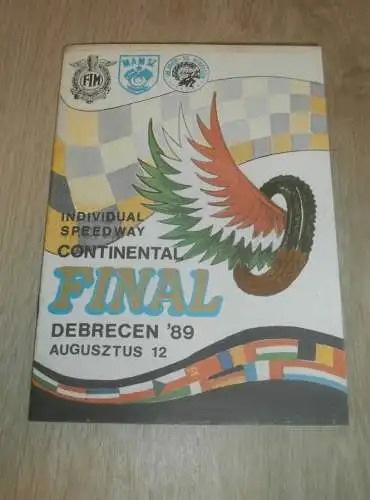 FIM
MAMSZ
INDIVIDUAL
SPEEDWAY
CONTINENTAL
FINAL
DEBRECEN '89
AUGUSZTUS 12